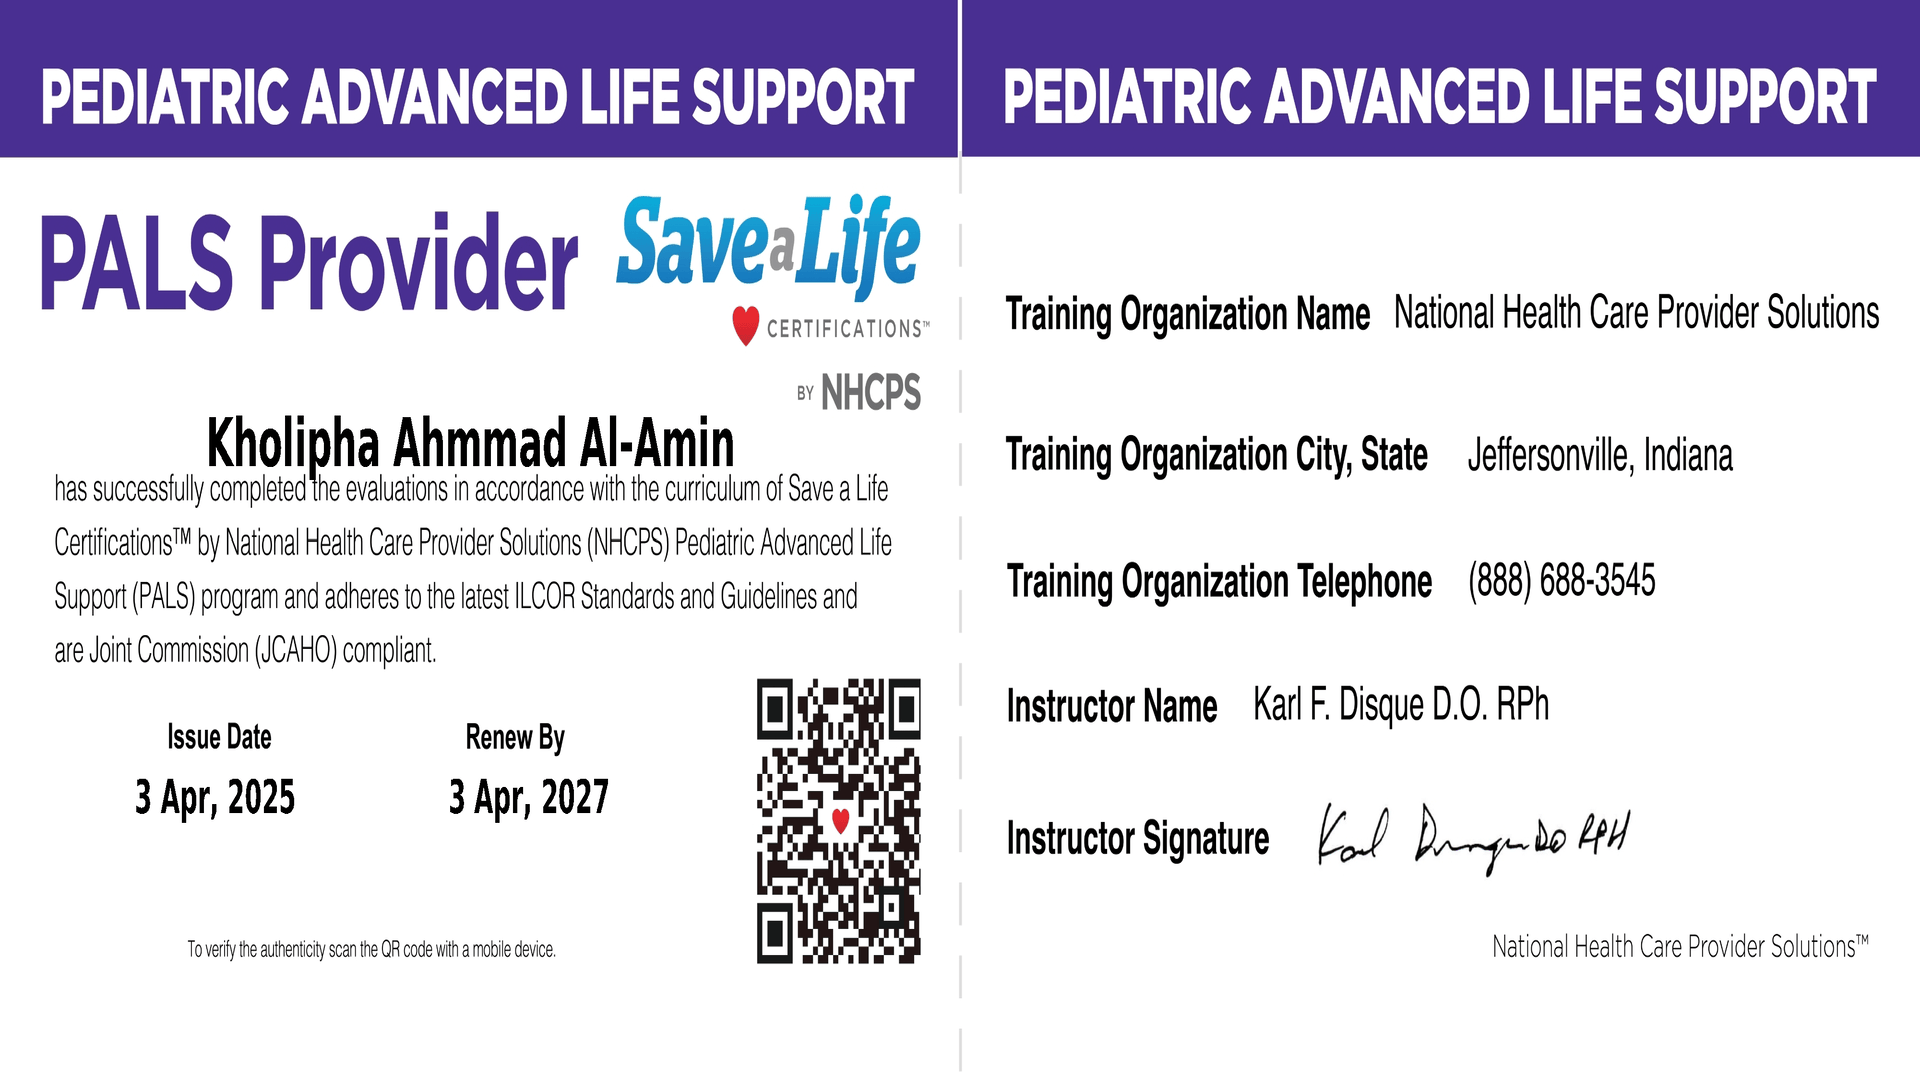 PEDIATRIC ADVANCED LIFE SUPPORT
PALS Provider
Save a Life
CERTIFICATIONS™
BY NHCPS
Kholipha Ahmmad Al-Amin
has successfully completed the evaluations in accordance with the curriculum of Save a Life
Certifications™ by National Health Care Provider Solutions (NHCPS) Pediatric Advanced Life
Support (PALS) program and adheres to the latest ILCOR Standards and Guidelines and
are Joint Commission (JCAHO) compliant.
Issue Date Renew By
3 Apr, 2025 3 Apr, 2027
To verify the authenticity scan the QR code with a mobile device.
PEDIATRIC ADVANCED LIFE SUPPORT
Training Organization Name National Health Care Provider Solutions
Training Organization City, State Jeffersonville, Indiana
Training Organization Telephone (888) 688-3545
Instructor Name Karl F. Disque D.O. RPh
Instructor Signature Karl DO RPH
National Health Care Provider Solutions™